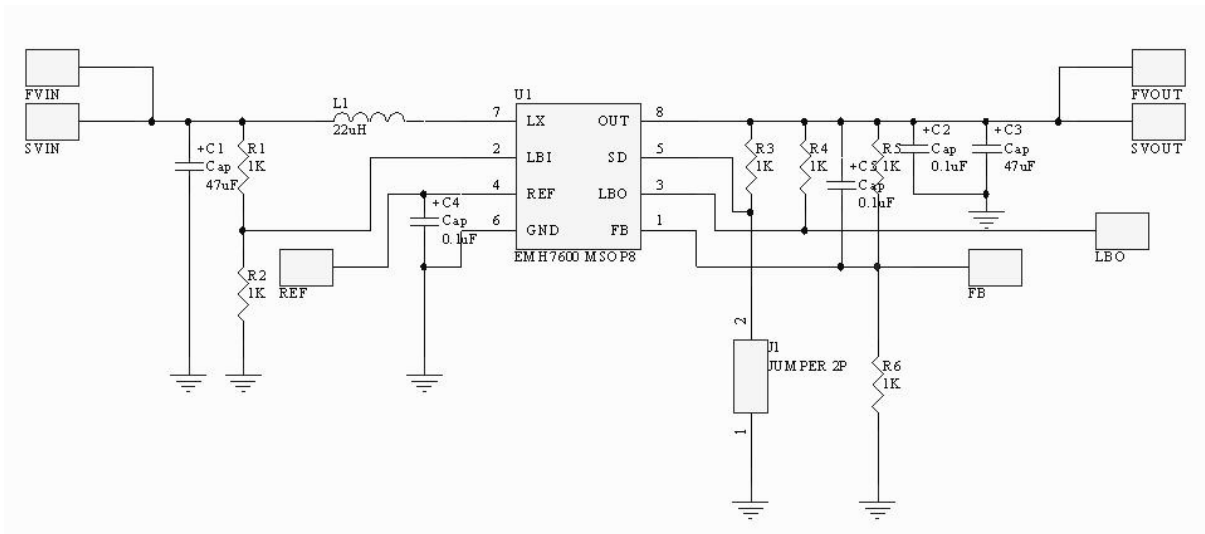 FVIN
SVIN
+C1
Cap
47uF
R1
1K
R2
1K
L1
22uH
REF
+C4
Cap
0.1uF
U1
7
LX
2
LBI
4
REF
6
GND
OUT
8
SD
5
LBO
3
FB
1
EMH7600 MSOP8
R3
1K
R4
1K
+C5
Cap
0.1uF
R5
1K
+C2
Cap
0.1uF
+C3
Cap
47uF
FVOUT
SVOUT
LBO
FB
2
J1
JUMPER 2P
1
R6
1K